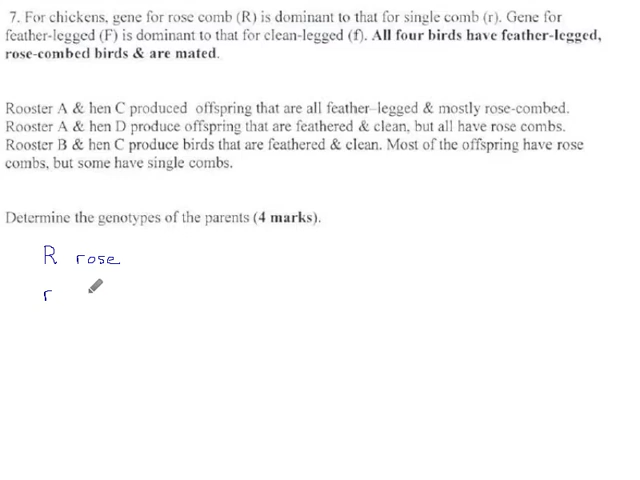 7. For chickens, gene for rose comb (R) is dominant to that for single comb (r). Gene for
feather-legged (F) is dominant to that for clean-legged (f). All four birds have feather-legged,
rose-combed birds & are mated.
Rooster A & hen C produced offspring that are all feather-legged & mostly rose-combed.
Rooster A & hen D produce offspring that are feathered & clean, but all have rose combs.
Rooster B & hen C produce birds that are feathered & clean. Most of the offspring have rose
combs, but some have single combs.
Determine the genotypes of the parents (4 marks).
R rose
r